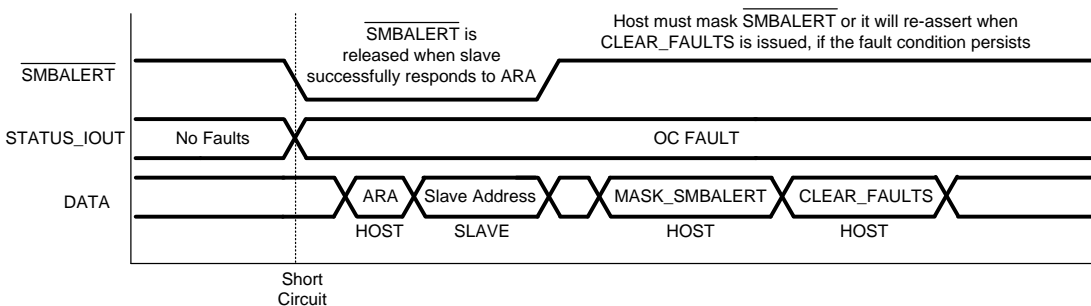 SMBALERT is
released when slave
successfully responds to ARA
Host must mask SMBALERT or it will re-assert when
CLEAR_FAULTS is issued, if the fault condition persists
SMBALERT
STATUS_IOUT
No Faults
OC FAULT
DATA
ARA
Slave Address
MASK_SMBALERT
CLEAR_FAULTS
HOST
SLAVE
HOST
HOST
Short
Circuit